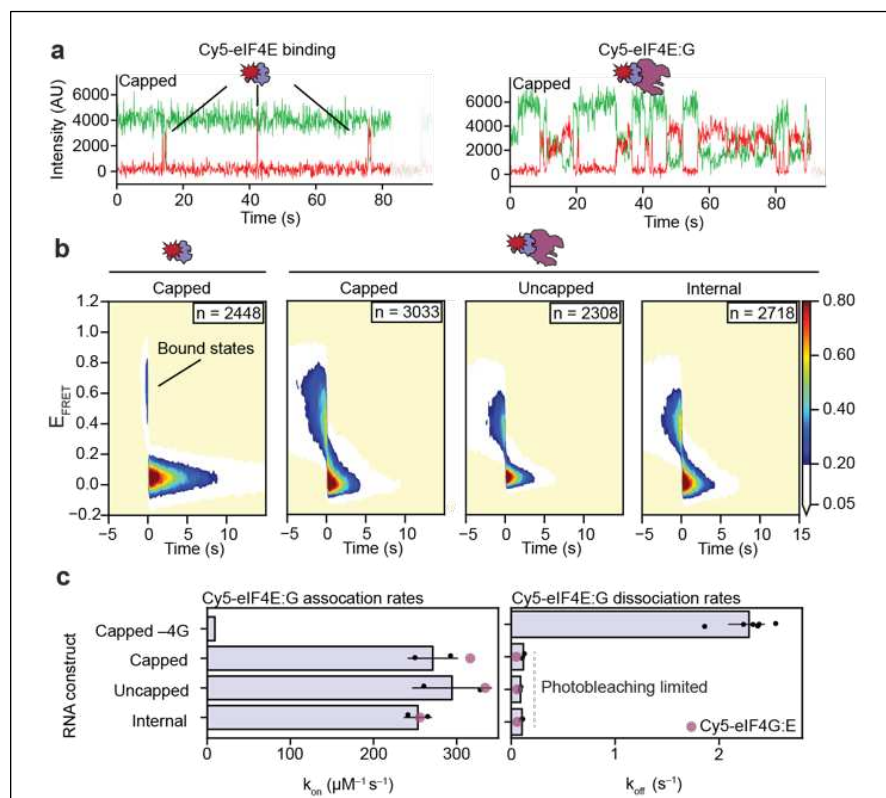 a
Cy5-eIF4E binding
Cy5-eIF4E:G
Capped
Capped
Intensity (AU)
6000
4000
2000
0
6000
4000
2000
0
0 20 40 60 80
0 20 40 60 80
Time (s)
Time (s)
b
Capped
Capped
Uncapped
Internal
n = 2448
n = 3033
n = 2308
n = 2718
Bound states
E_FRET
1.2
1.0
0.8
0.6
0.4
0.2
0.0
−0.2
0.80
0.40
0.20
0.05
−5 0 5 10
−5 0 5 10
−5 0 5 10
−5 0 5 10 15
Time (s)
Time (s)
Time (s)
Time (s)
c
Cy5-eIF4E:G assocation rates
Cy5-eIF4E:G dissociation rates
RNA construct
Capped −4G
Capped
Uncapped
Internal
Photobleaching limited
Cy5-eIF4G:E
0 100 200 300
0 1 2
kon (µM−1 s−1)
koff (s−1)